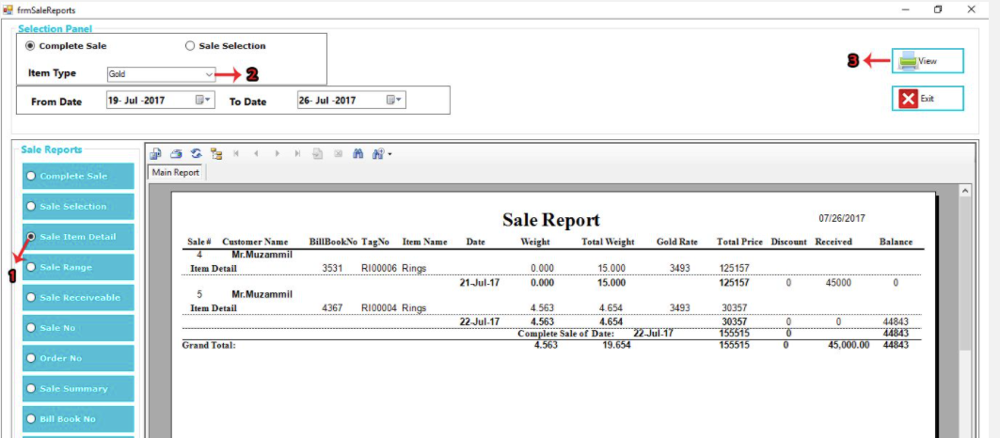 frmSaleReports
Selection Panel
Complete Sale Sale Selection
Item Type Gold 2
3 View
From Date 19- Jul -2017 To Date 26- Jul -2017
Exit
Sale Reports
Complete Sale
Sale Selection
Sale Item Detail
1
Sale Range
Sale Receiveable
Sale No
Order No
Sale Summary
Bill Book No
Main Report
Sale Report 07/26/2017
Sale # Customer Name BillBookNo TagNo Item Name Date Weight Total Weight Gold Rate Total Price Discount Received Balance
4 Mr.Muzammil
Item Detail 3531 RI00006 Rings 0.000 15.000 3493 125157
21-Jul-17 0.000 15.000 125157 0 45000 0
5 Mr.Muzammil
Item Detail 4367 RI00004 Rings 4.563 4.654 3493 30357
22-Jul-17 4.563 4.654 30357 0 0 44843
Complete Sale of Date: 22-Jul-17 155515 0 44843
Grand Total: 4.563 19.654 155515 0 45,000.00 44843